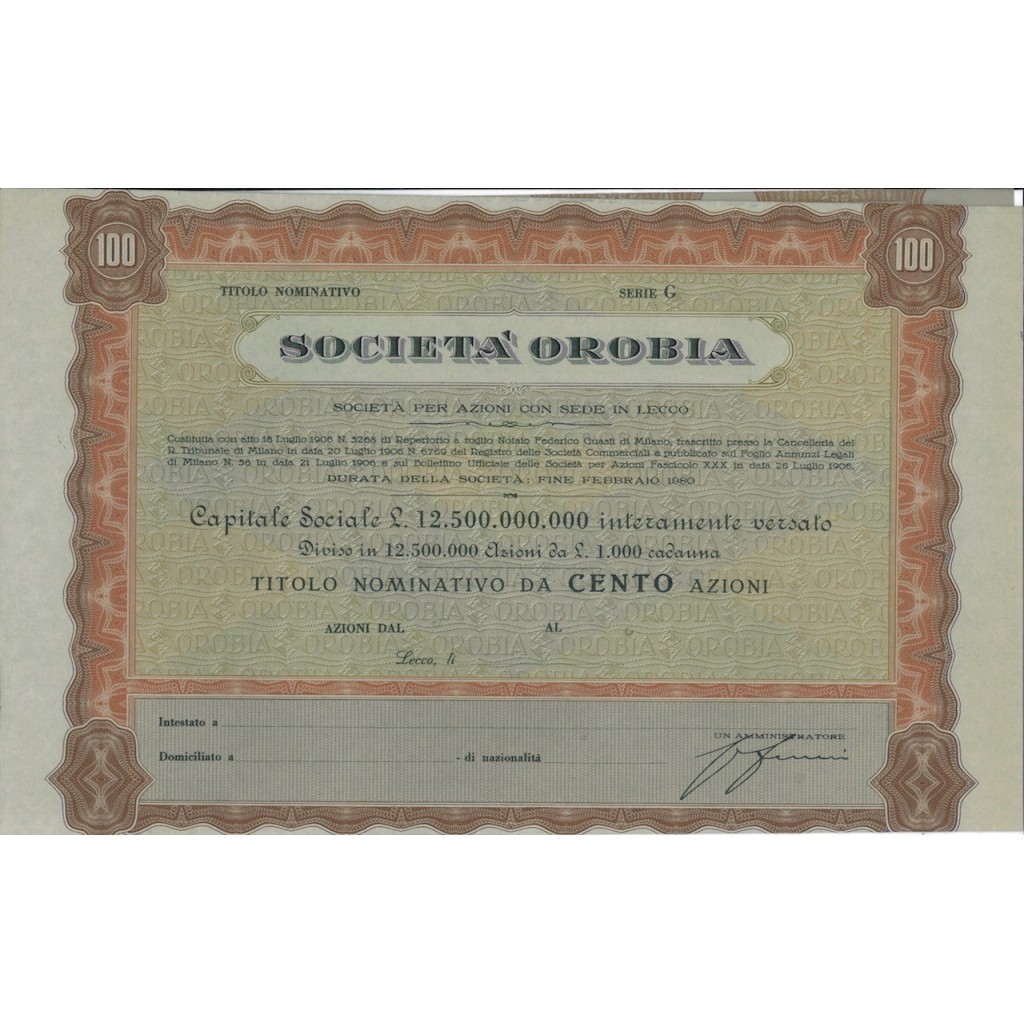 100 100
TITOLO NOMINATIVO SERIE G
SOCIETÀ OROBIA
SOCIETÀ PER AZIONI CON SEDE IN LECCO
Costituita con atto 18 Luglio 1906 N. 5268 di Repertorio a rogito Notaio Federico Guasti di Milano, trascritto presso la Cancelleria del
R. Tribunale di Milano in data 20 Luglio 1906 N. 6769 del Registro delle Società Commerciali e pubblicato sul Foglio Annunzi Legali
di Milano N. 56 in data 21 Luglio 1906 e sul Bollettino Ufficiale delle Società per Azioni Fascicolo XXX in data 26 Luglio 1906.
DURATA DELLA SOCIETÀ: FINE FEBBRAIO 1980
Capitale Sociale L. 12.500.000.000 interamente versato
Diviso in 12.500.000 Azioni da L. 1.000 cadauna
TITOLO NOMINATIVO DA CENTO AZIONI
AZIONI DAL AL
Lecco, li
Intestato a
UN AMMINISTRATORE
Domiciliato a - di nazionalità